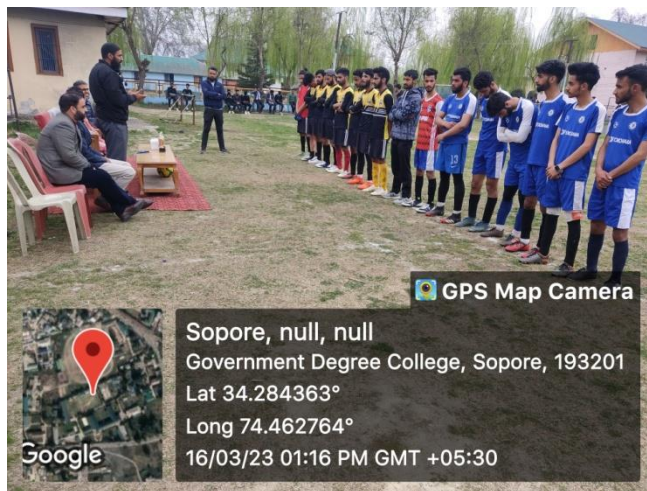 GPS Map Camera
Sopore, null, null
Government Degree College, Sopore, 193201
Lat 34.284363°
Long 74.462764°
16/03/23 01:16 PM GMT +05:30
Google
13